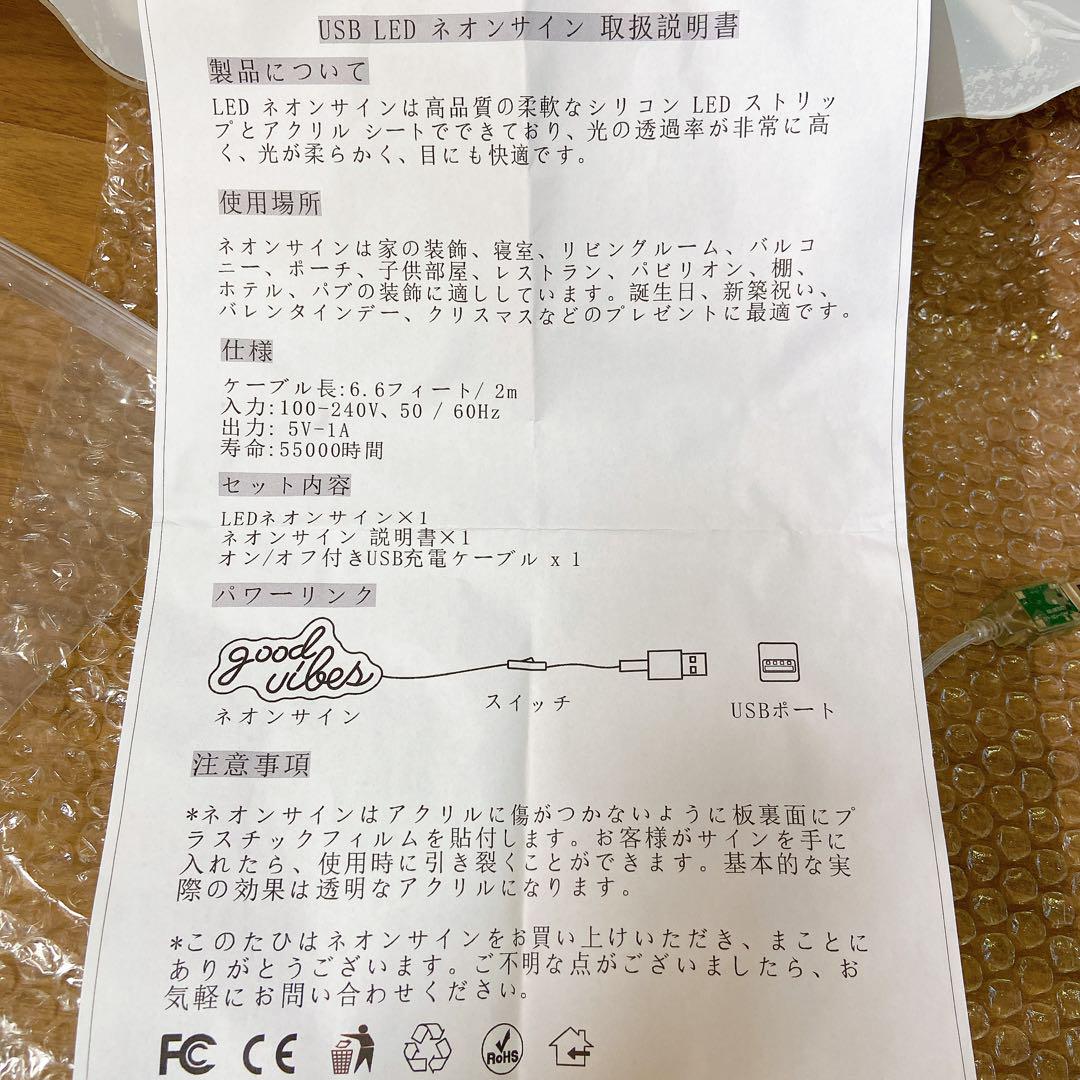 USB LED ネオンサイン 取扱説明書
製品について
LED ネオンサインは高品質の柔軟なシリコン LED ストリッ
プとアクリル シートでできており、光の透過率が非常に高
く、光が柔らかく、目にも快適です。
使用場所
ネオンサインは家の装飾、寝室、リビングルーム、バルコ
ニー、ポーチ、子供部屋、レストラン、パビリオン、棚、
ホテル、パブの装飾に適ししています。誕生日、新築祝い、
バレンタインデー、クリスマスなどのプレゼントに最適です。
仕様
ケーブル長:6.6フィート/ 2m
入力:100-240V、50 / 60Hz
出力: 5V-1A
寿命:55000時間
セット内容
LEDネオンサイン×1
ネオンサイン 説明書×1
オン/オフ付きUSB充電ケーブル x 1
パワーリンク
good
vibes
ネオンサイン
スイッチ
USBポート
注意事項
*ネオンサインはアクリルに傷がつかないように板裏面にプ
ラスチックフィルムを貼付します。お客様がサインを手に
入れたら、使用時に引き裂くことができます。基本的な実
際の効果は透明なアクリルになります。
*このたひはネオンサインをお買い上けいただき、まことに
ありがとうございます。ご不明な点がございましたら、お
気軽にお問い合わせください。
FC CE RoHS